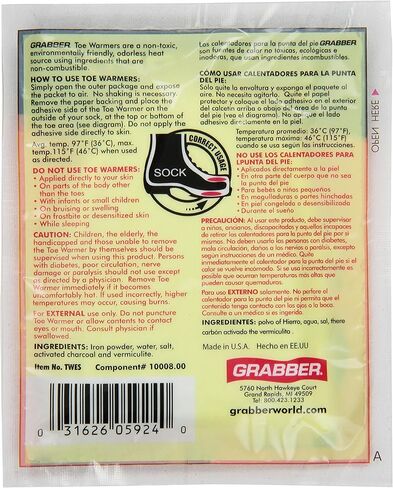 GRABBER Toe Warmers are a non-toxic,
environmentally friendly, odorless heat
source using ingredients that are
non-combustible.
HOW TO USE TOE WARMERS:
Simply open the outer package and expose
the packet to air. No shaking is necessary.
Remove the paper backing and place the
adhesive side of the Toe Warmer on the
outside of your sock, at the top or bottom of
the toe area (see diagram). Do not apply the
adhesive side directly to skin.
Avg. temp. 97°F (36°C), max.
temp.115°F (46°C) when used
as directed.
DO NOT USE TOE WARMERS:
• Applied directly to your skin
• On parts of the body other
than the toes
• With infants or small children
• On bruising or swelling
• On frostbite or desensitized skin
• While sleeping
CAUTION: Children, the elderly, the
handicapped and those unable to remove
the Toe Warmer by themselves should be
supervised when using this product. Persons
with diabetes, poor circulation, nerve
damage or paralysis should not use except
as directed by a physician. Remove Toe
Warmer immediately if it becomes
uncomfortably hot. If used incorrectly, higher
temperatures may occur, causing burns.
For EXTERNAL use only. Do not puncture
Toe Warmer or allow contents to contact
eyes or mouth. Consult physician if
swallowed.
INGREDIENTS: Iron powder, water, salt,
activated charcoal and vermiculite.
Item No. TWES Component# 10008.00
0 31626 05924 0
CORRECT USAGE
SOCK
Los calentadores para la punta del pie GRABBER
son fuentes de calor no tóxicas, ecológicas e
inodoras, que usan ingredientes incombustibles.
CÓMO USAR CALENTADORES PARA LA PUNTA
DEL PIE:
Sólo quite la envoltura y exponga el paquete al
aire. No necesita agitarlo. Quite el papel
protector y coloque el lado adhesivo en el exterior
del calcetín arriba o abajo del área de la punta
del pie (vea el diagrama). No aplique el lado
adhesivo directamente en la piel.
Temperatura promedio: 36°C (97°F),
temperatura máxima: 46°C (115°F)
cuando se usa según las instrucciones.
NO USE LOS CALENTADORES PARA
LPUNTA DEL PIE:
• Aplicados directamente a la piel
• En otra parte del cuerpo que no sea
la punta del pie
• Para bebés o niños pequeños
• En magulladuras o partes hinchadas
• En piel congelada o desensibilizada
• Durante el sueño
PRECAUCIÓN: Al usar este producto, debe supervisar
a niños, ancianos, discapacitados y aquellos incapaces
de retirar los calentadores para la punta del pie por sí
mismos. No deben usarlo las personas con diabetes,
mala circulación, daños a los nervios o parálisis, excepto
según instrucciones de un médico. Quite
inmediatamente el calentador para la punta del pie si el
calor se vuelve incómodo. Si se usa incorrectamente es
posible que ocurran temperaturas más altas que
pueden causar quemaduras.
Para uso EXTERNO solamente. No perfore el
calentador para la punta del pie ni permita que el
contenido tenga contacto con los ojos o la boca.
Consulte con un médico si se ingirió.
INGREDIENTES: polvo de Hierro, agua, sal,
carbón activado the vermiculito
Made in U.S.A. Hecho en EE.UU
GRABBER
5760 North Hawkeye Court
Grand Rapids, MI 49509
Tel 800.423.1233
grabberworld.com
OPEN HERE
A